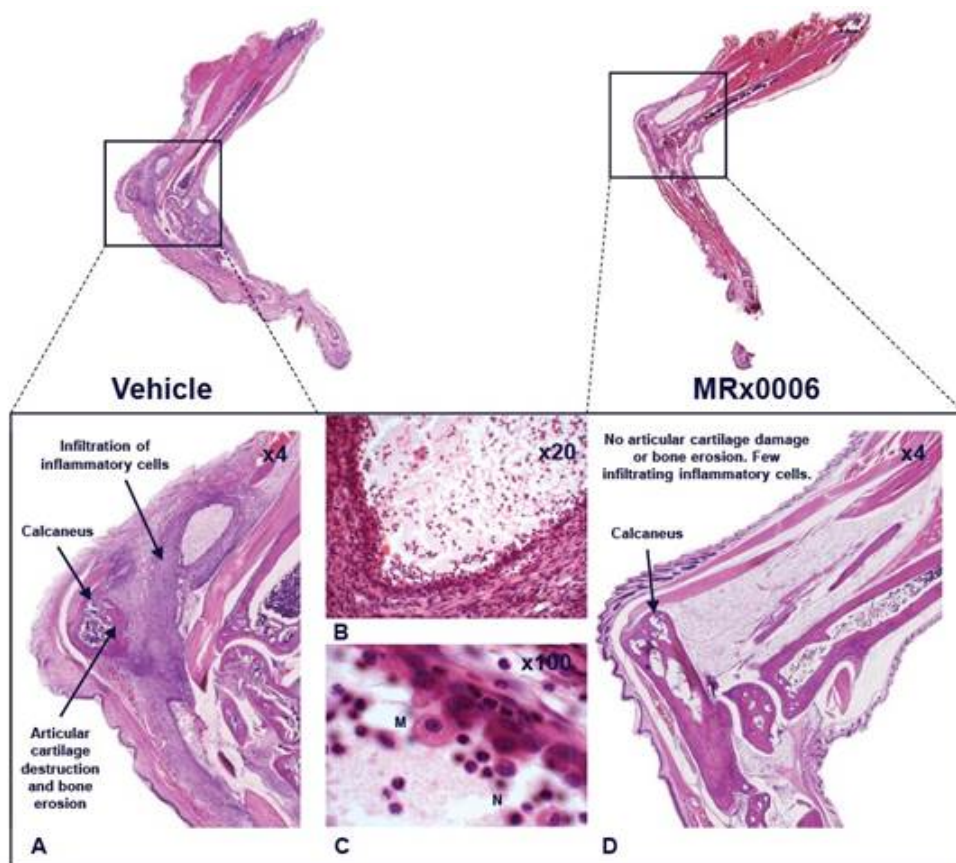 Vehicle
MRx0006
Infiltration of
inflammatory cells
x4
Calcaneus
Articular
cartilage
destruction
and bone
erosion
A
x20
B
x100
M
N
C
No articular cartilage damage
or bone erosion. Few
infiltrating inflammatory cells.
x4
Calcaneus
D